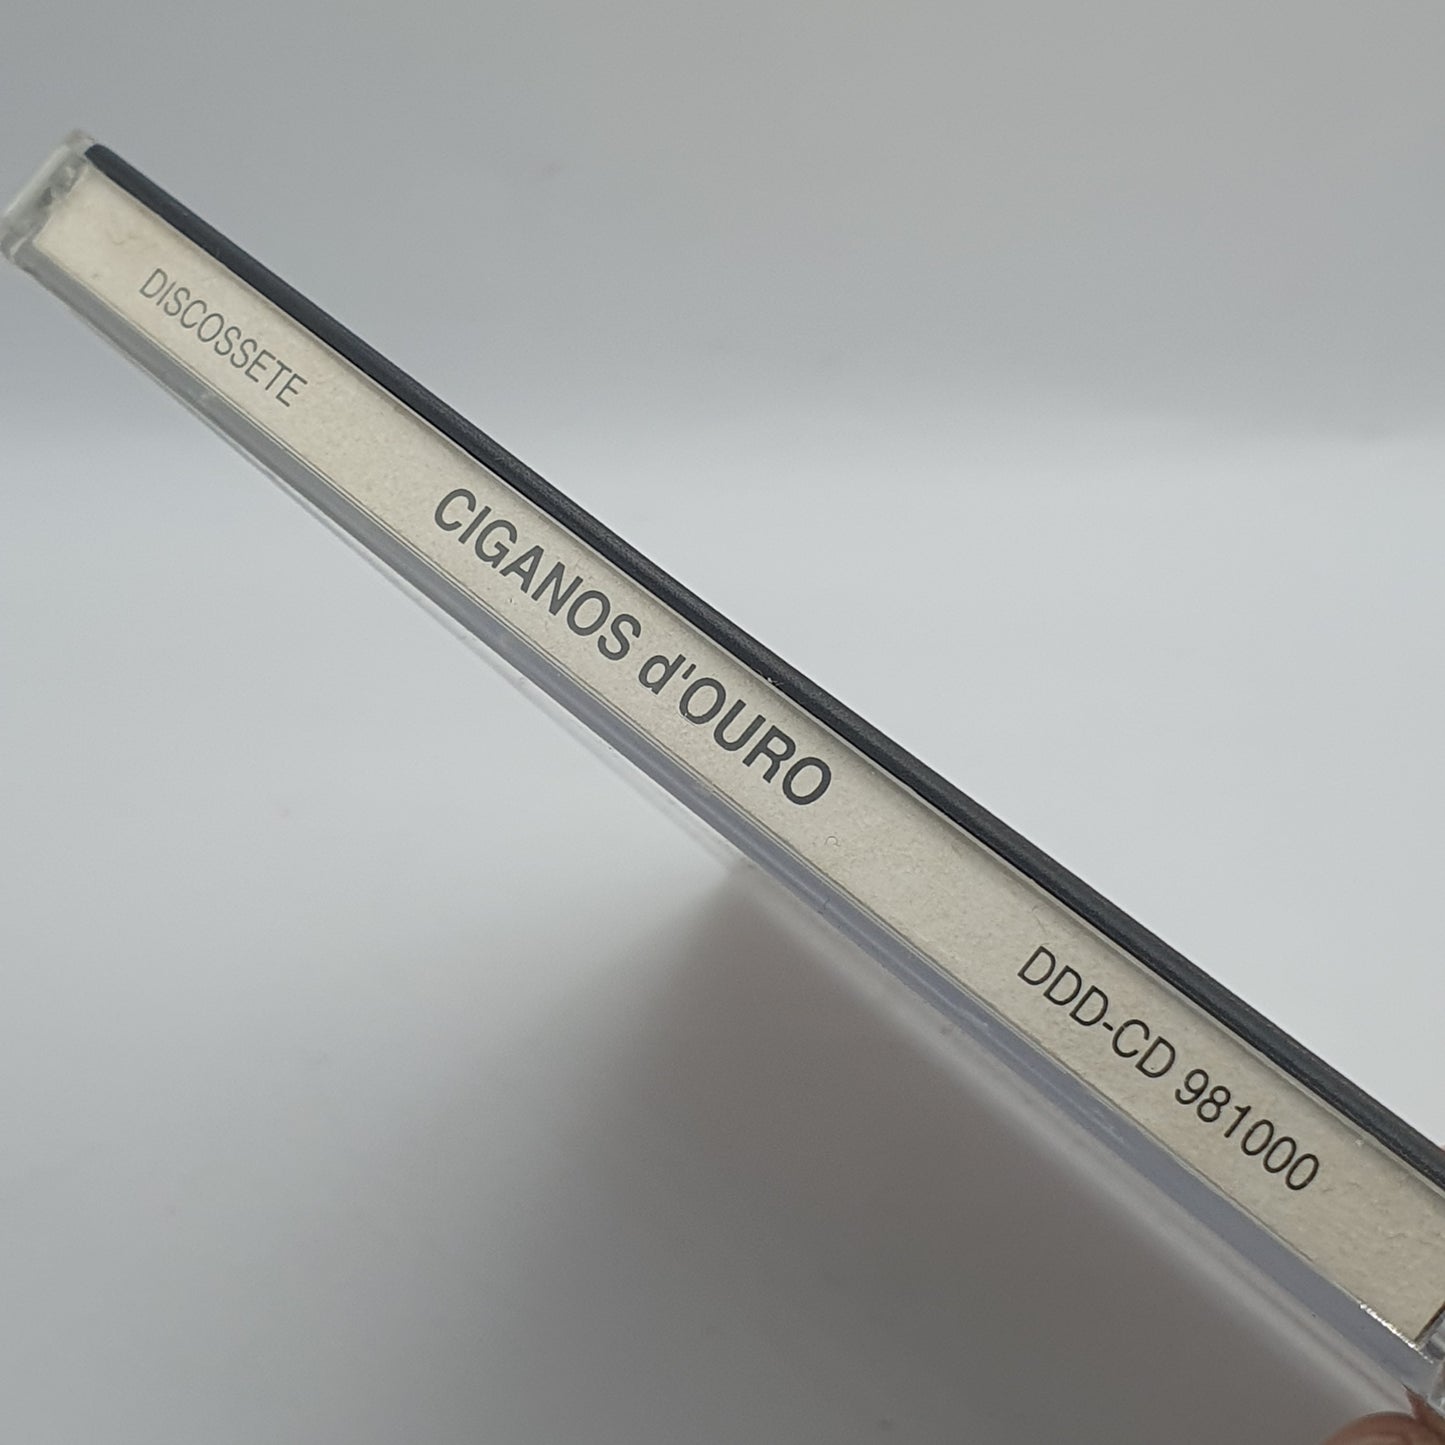 DISCOSSETE CIGANOS d'OURO DDD-CD 981000